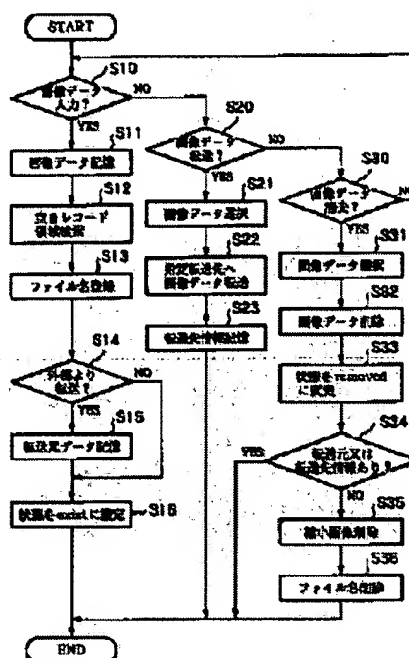 START
S10
画像データ
入力?
NO
YES
S11
画像データ記憶
S12
空きレコード
領域検索
S13
ファイル名登録
S14
外部より
転送?
NO
YES
S15
転送元データ記憶
状態をexistに設定
S16
S20
画像データ
転送?
NO
YES
S21
画像データ選択
S22
指定転送先へ
画像データ転送
S23
転送先情報記憶
S30
画像データ
消去?
NO
YES
S31
画像データ選択
S32
画像データ削除
S33
状態をremoved
に変更
S34
転送元又は
転送先情報あり?
YES
NO
S35
縮小画像削除
S36
ファイル名削除
END